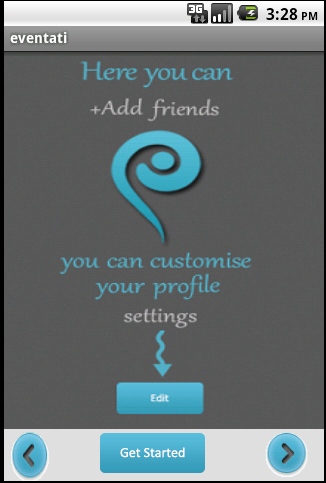 3G 3:28 PM
eventati
Here you can
+Add friends
you can customise
your profile
settings
Edit
Get Started